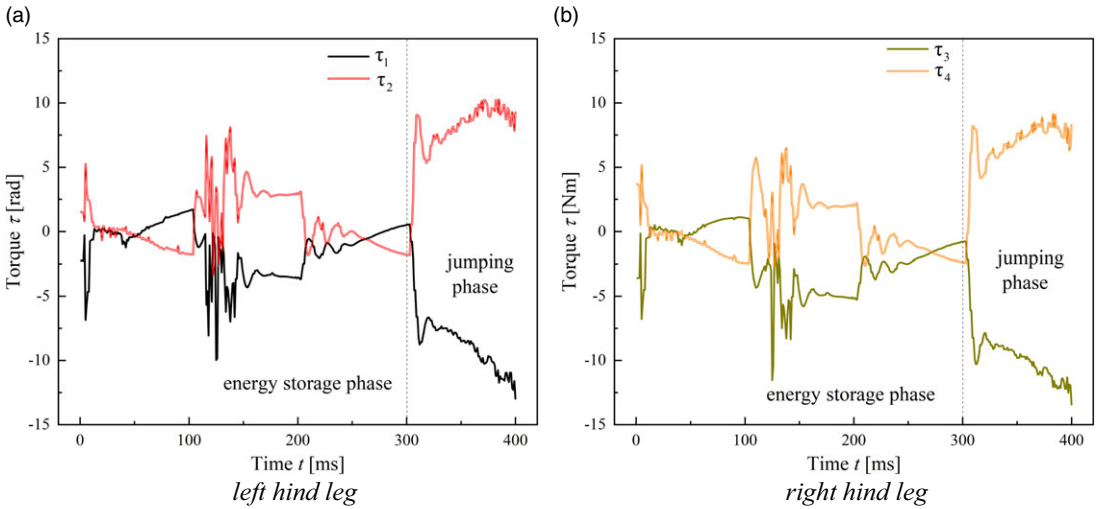 (a)
15
10
5
0
-5
-10
-15
Torque τ [rad]
τ1
τ2
jumping
phase
energy storage phase
0 100 200 300 400
Time t [ms]
left hind leg
(b)
15
10
5
0
-5
-10
-15
Torque τ [Nm]
τ3
τ4
jumping
phase
energy storage phase
0 100 200 300 400
Time t [ms]
right hind leg